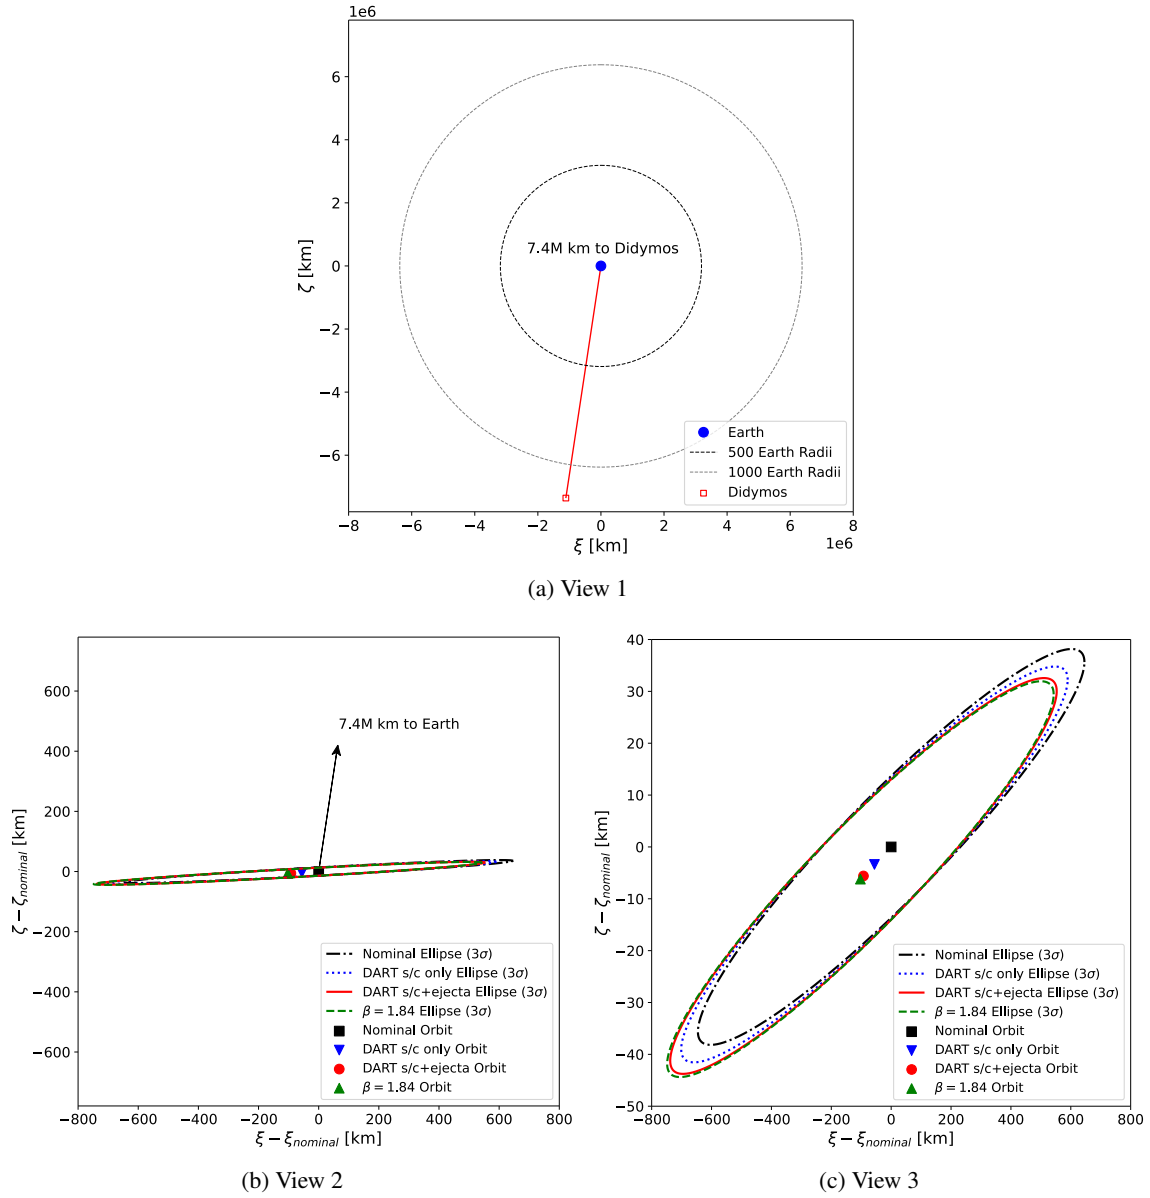 1e6
6
4
2
0
−2
−4
−6
ζ [km]
7.4M km to Didymos
Earth
500 Earth Radii
1000 Earth Radii
Didymos
−8 −6 −4 −2 0 2 4 6 8
ξ [km]
1e6
(a) View 1
600
400
200
0
−200
−400
−600
ζ − ζnominal [km]
7.4M km to Earth
Nominal Ellipse (3σ)
DART s/c only Ellipse (3σ)
DART s/c+ejecta Ellipse (3σ)
β = 1.84 Ellipse (3σ)
Nominal Orbit
DART s/c only Orbit
DART s/c+ejecta Orbit
β = 1.84 Orbit
−800 −600 −400 −200 0 200 400 600 800
ξ − ξnominal [km]
(b) View 2
40
30
20
10
0
−10
−20
−30
−40
−50
ζ − ζnominal [km]
Nominal Ellipse (3σ)
DART s/c only Ellipse (3σ)
DART s/c+ejecta Ellipse (3σ)
β = 1.84 Ellipse (3σ)
Nominal Orbit
DART s/c only Orbit
DART s/c+ejecta Orbit
β = 1.84 Orbit
−800 −600 −400 −200 0 200 400 600 800
ξ − ξnominal [km]
(c) View 3